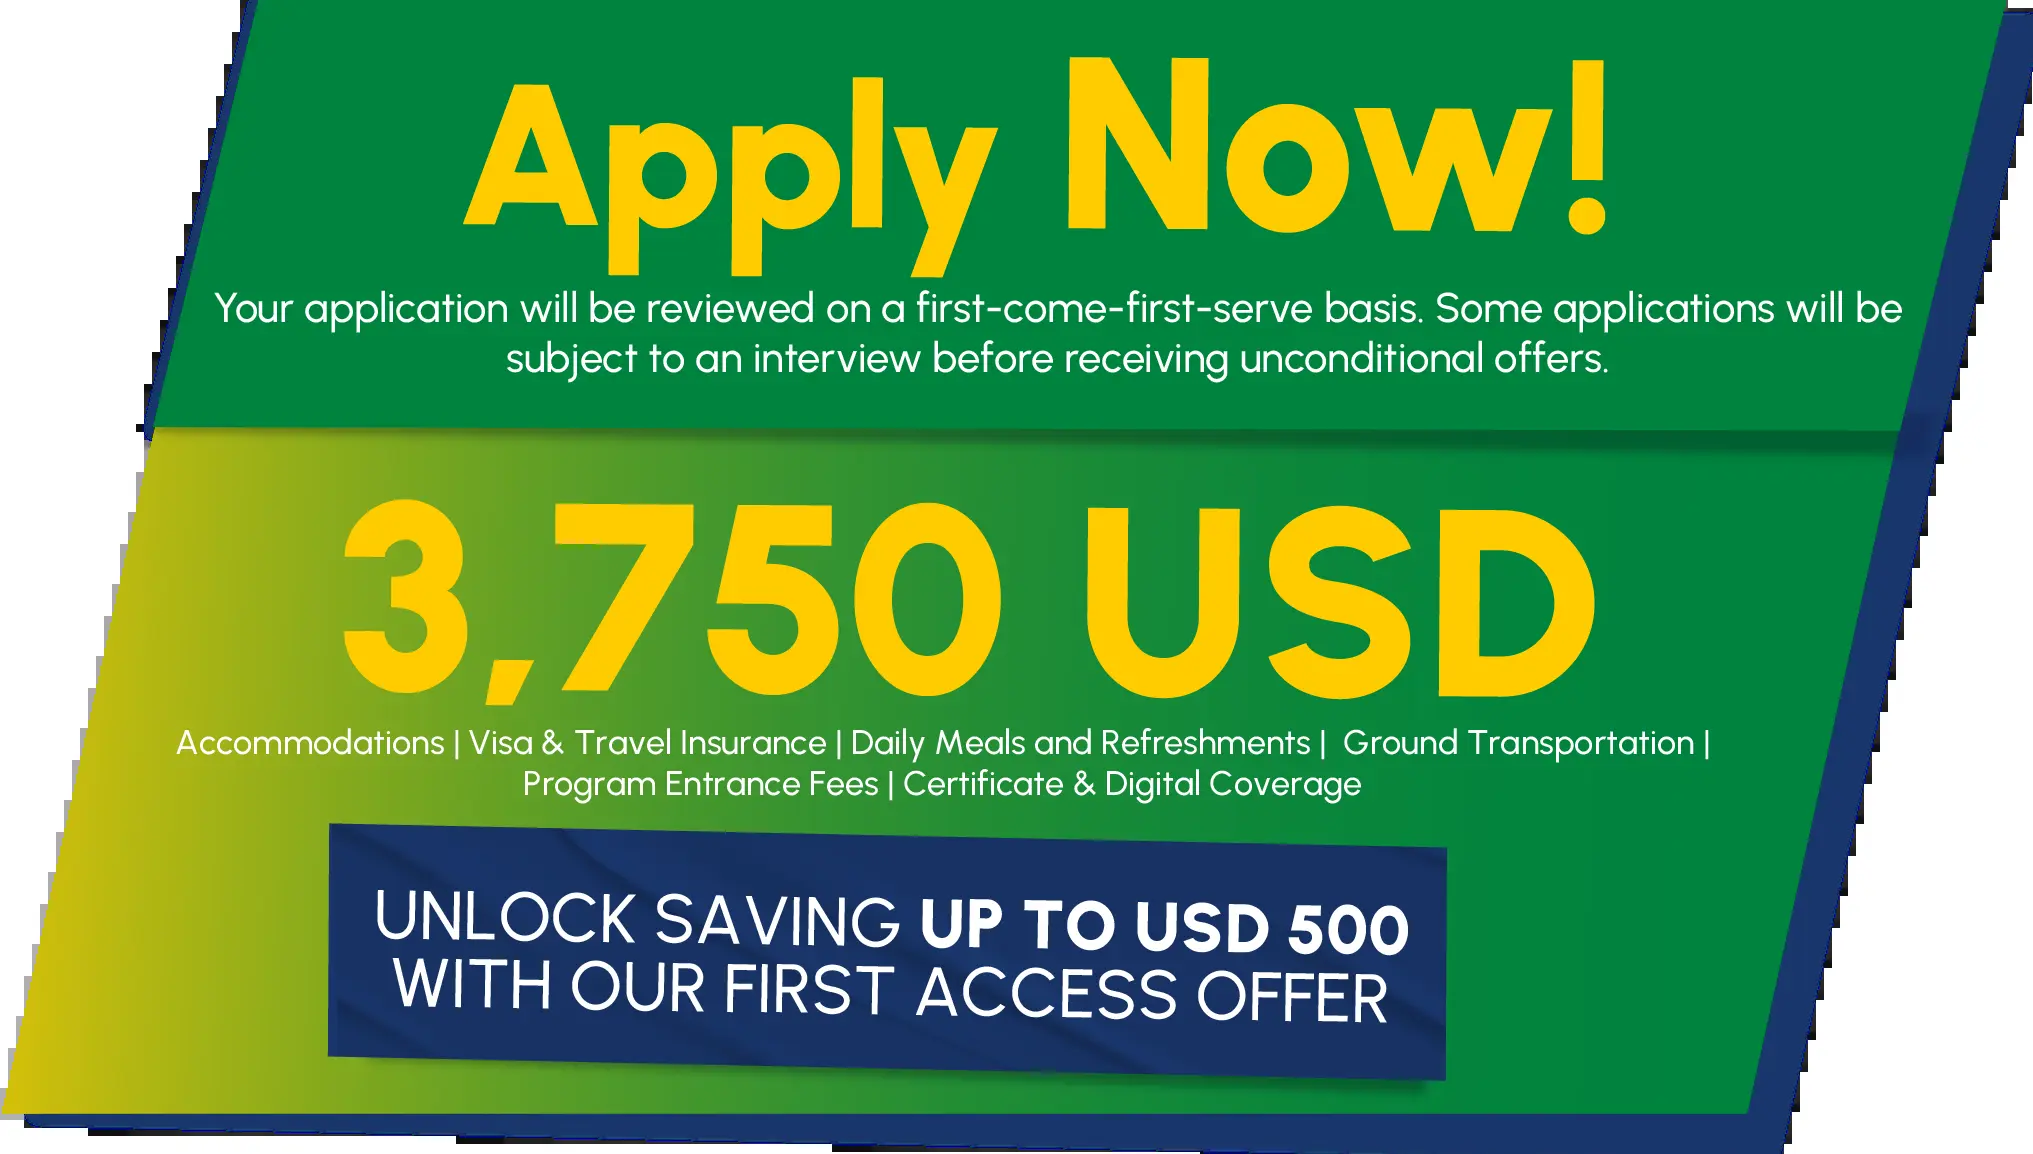 Apply Now!
Your application will be reviewed on a first-come-first-serve basis. Some applications will be
subject to an interview before receiving unconditional offers.
3,750 USD
Accommodations | Visa & Travel Insurance | Daily Meals and Refreshments | Ground Transportation |
Program Entrance Fees | Certificate & Digital Coverage
UNLOCK SAVING UP TO USD 500
WITH OUR FIRST ACCESS OFFER